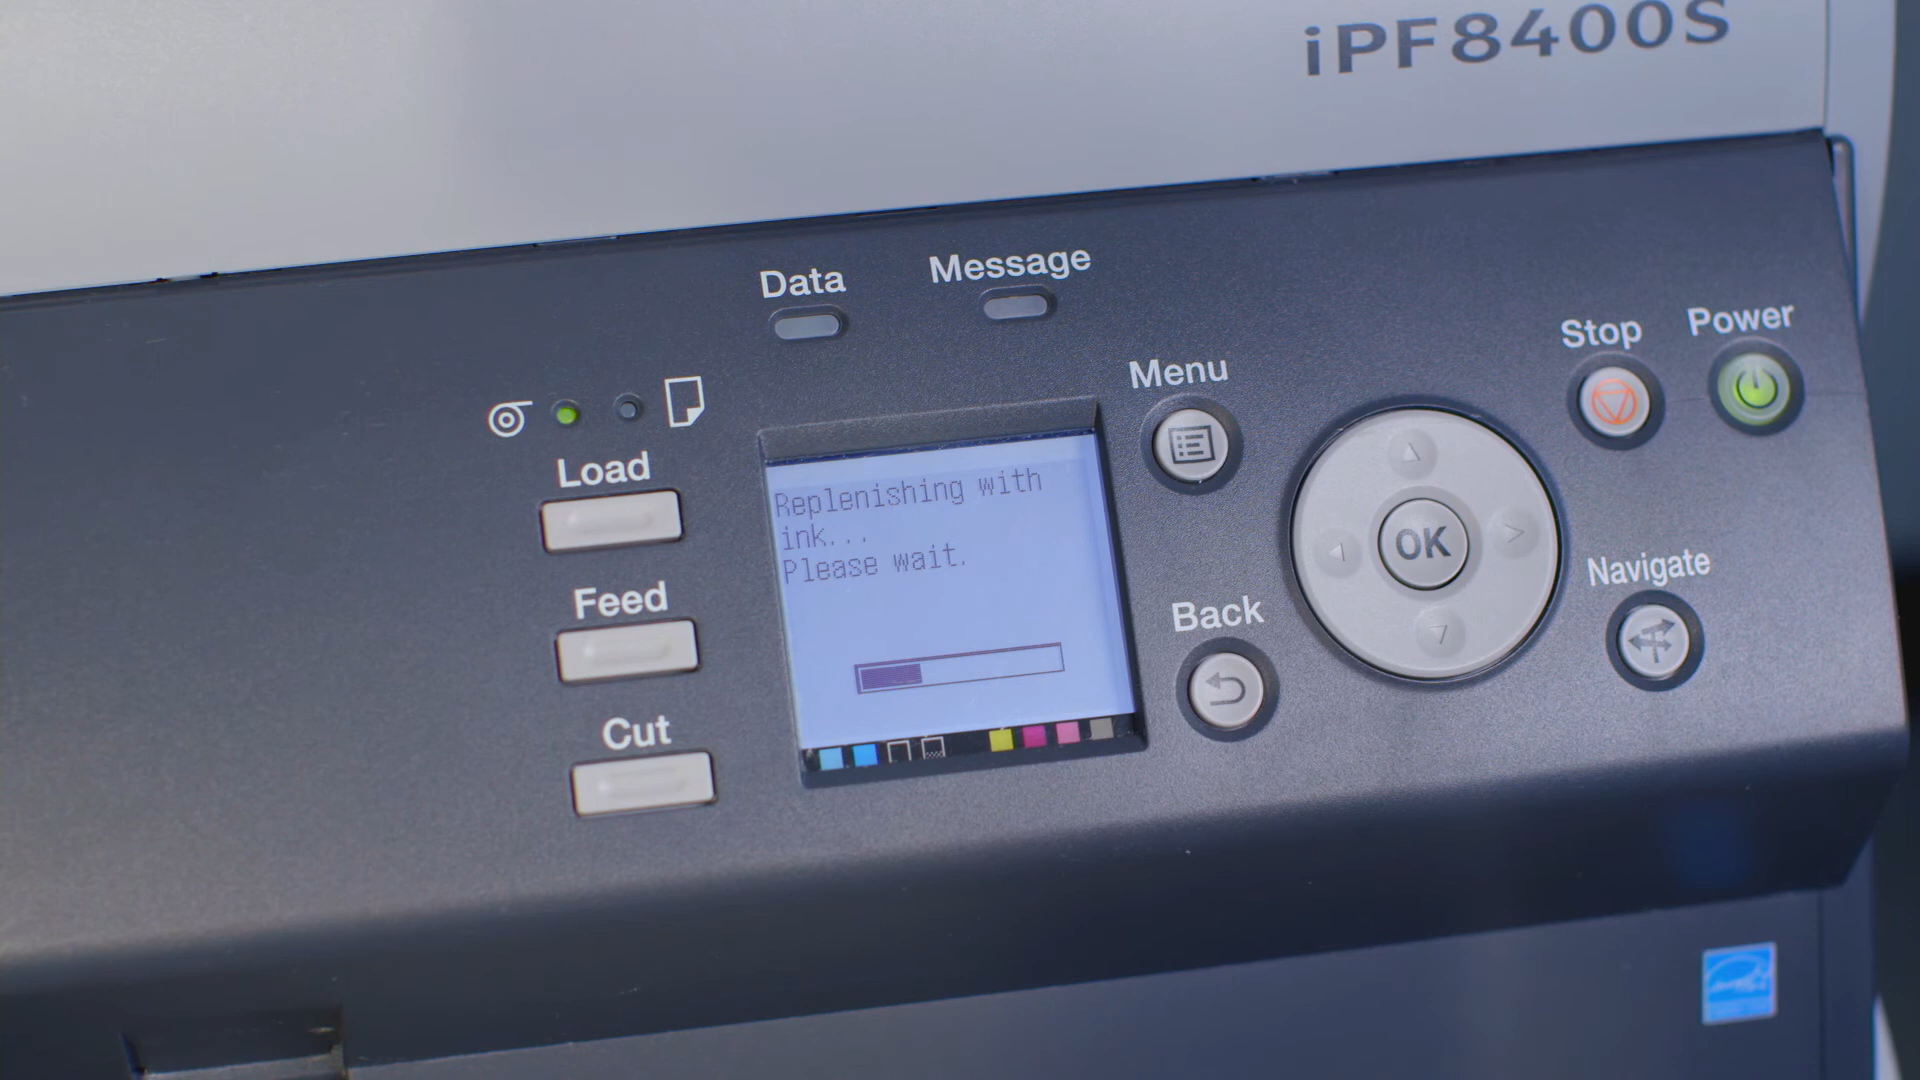 iPF8400S
Data
Message
Stop
Power
Menu
Load
Replenishing with
ink...
Please wait.
OK
Feed
Navigate
Back
Cut